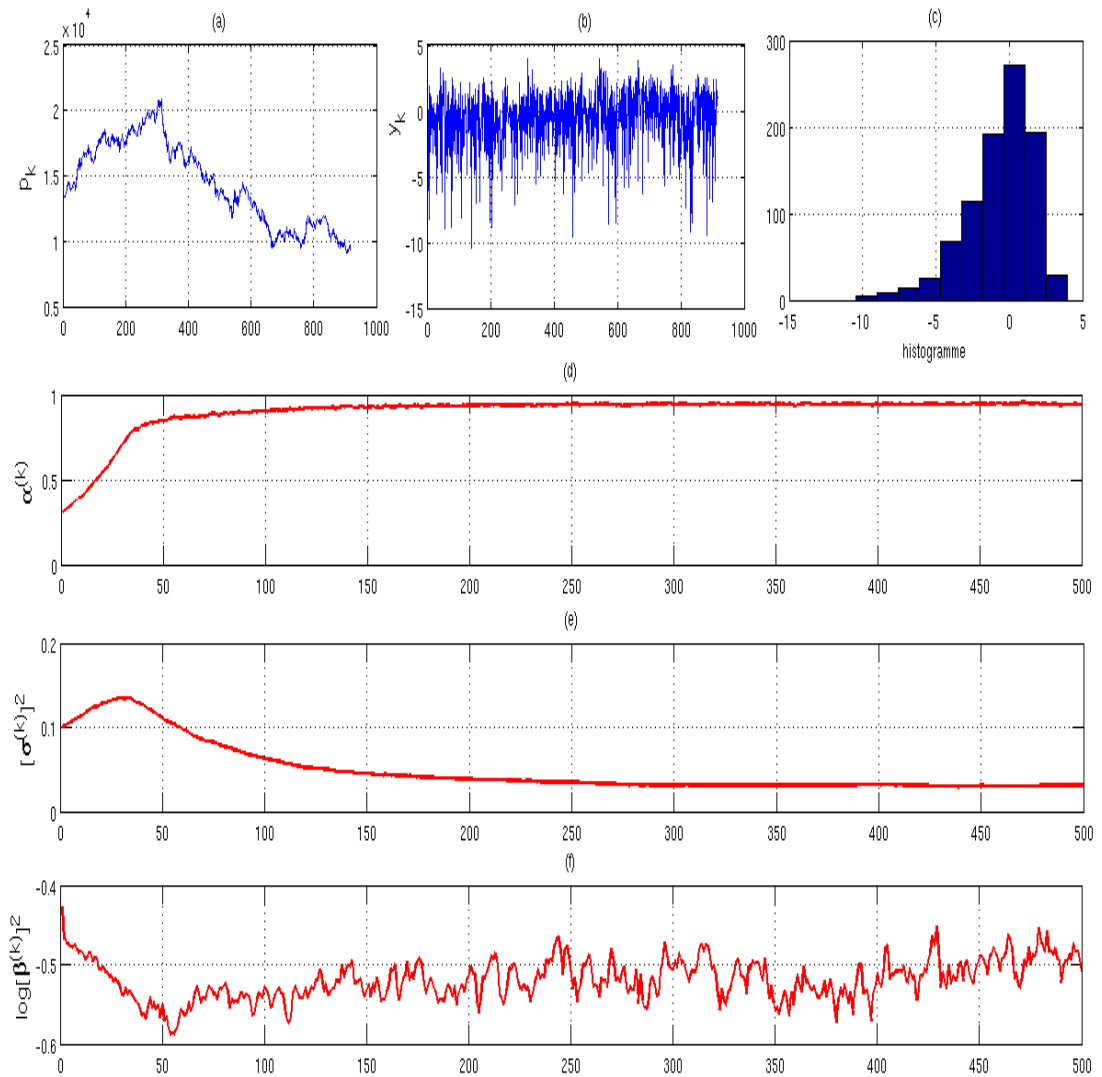 (a)
× 10^4
2.5
2
1.5
1
0.5
p_k
0 200 400 600 800 1000
(b)
5
0
-5
-10
-15
y_k
0 200 400 600 800 1000
(c)
300
200
100
0
-15 -10 -5 0 5
histogramme
(d)
1
0.5
0
α^(k)
0 50 100 150 200 250 300 350 400 450 500
(e)
0.2
0.1
0
[σ^(k)]^2
0 50 100 150 200 250 300 350 400 450 500
(f)
-0.4
-0.5
-0.6
log[β^(k)]^2
0 50 100 150 200 250 300 350 400 450 500